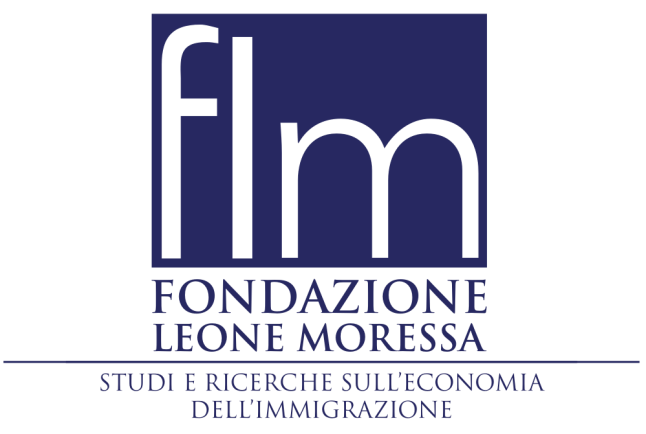 flm
FONDAZIONE
LEONE MORESSA
STUDI E RICERCHE SULL'ECONOMIA
DELL'IMMIGRAZIONE